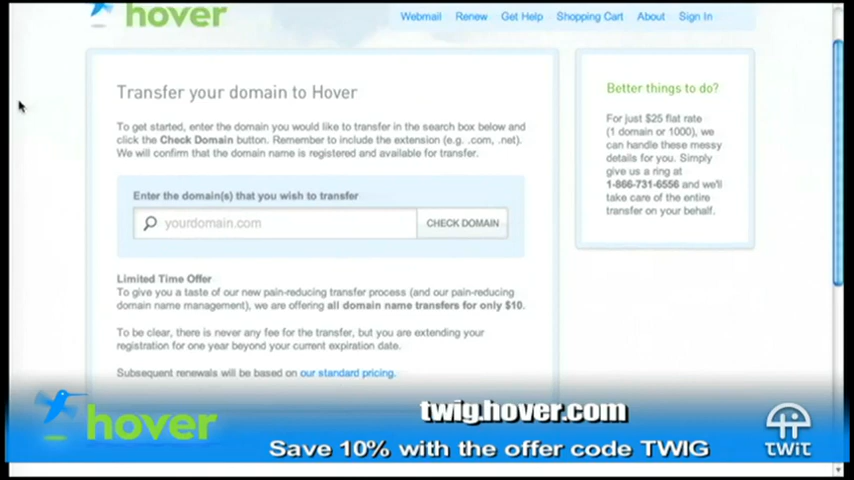 hover
Webmail Renew Get Help Shopping Cart About Sign In
Transfer your domain to Hover
To get started, enter the domain you would like to transfer in the search box below and
click the Check Domain button. Remember to include the extension (e.g. .com, .net).
We will confirm that the domain name is registered and available for transfer.
Enter the domain(s) that you wish to transfer
yourdomain.com
CHECK DOMAIN
Limited Time Offer
To give you a taste of our new pain-reducing transfer process (and our pain-reducing
domain name management), we are offering all domain name transfers for only $10.
To be clear, there is never any fee for the transfer, but you are extending your
registration for one year beyond your current expiration date.
Subsequent renewals will be based on our standard pricing.
Better things to do?
For just $25 flat rate
(1 domain or 1000), we
can handle these messy
details for you. Simply
give us a ring at
1-866-731-6556 and we'll
take care of the entire
transfer on your behalf.
hover
twig.hover.com
Save 10% with the offer code TWIG
TWiT